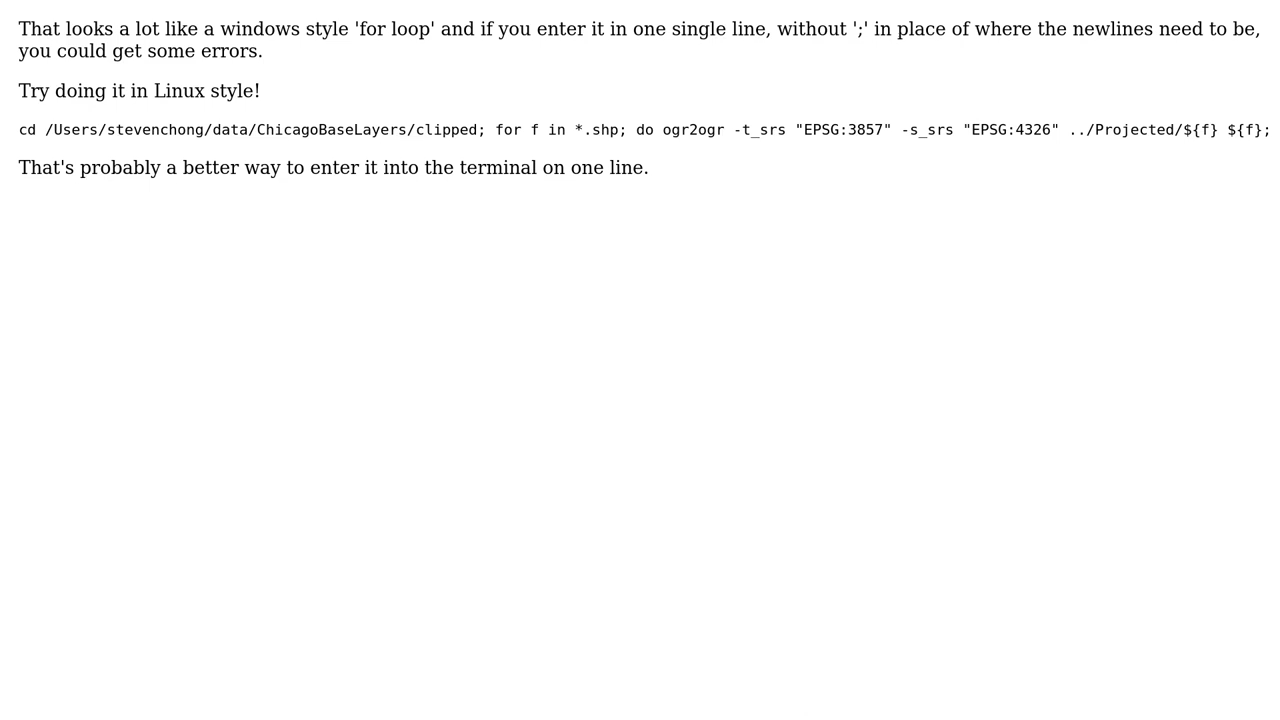 That looks a lot like a windows style 'for loop' and if you enter it in one single line, without ';' in place of where the newlines need to be,
you could get some errors.
Try doing it in Linux style!
cd /Users/stevenchong/data/ChicagoBaseLayers/clipped; for f in *.shp; do ogr2ogr -t_srs "EPSG:3857" -s_srs "EPSG:4326" ../Projected/${f} ${f};
That's probably a better way to enter it into the terminal on one line.